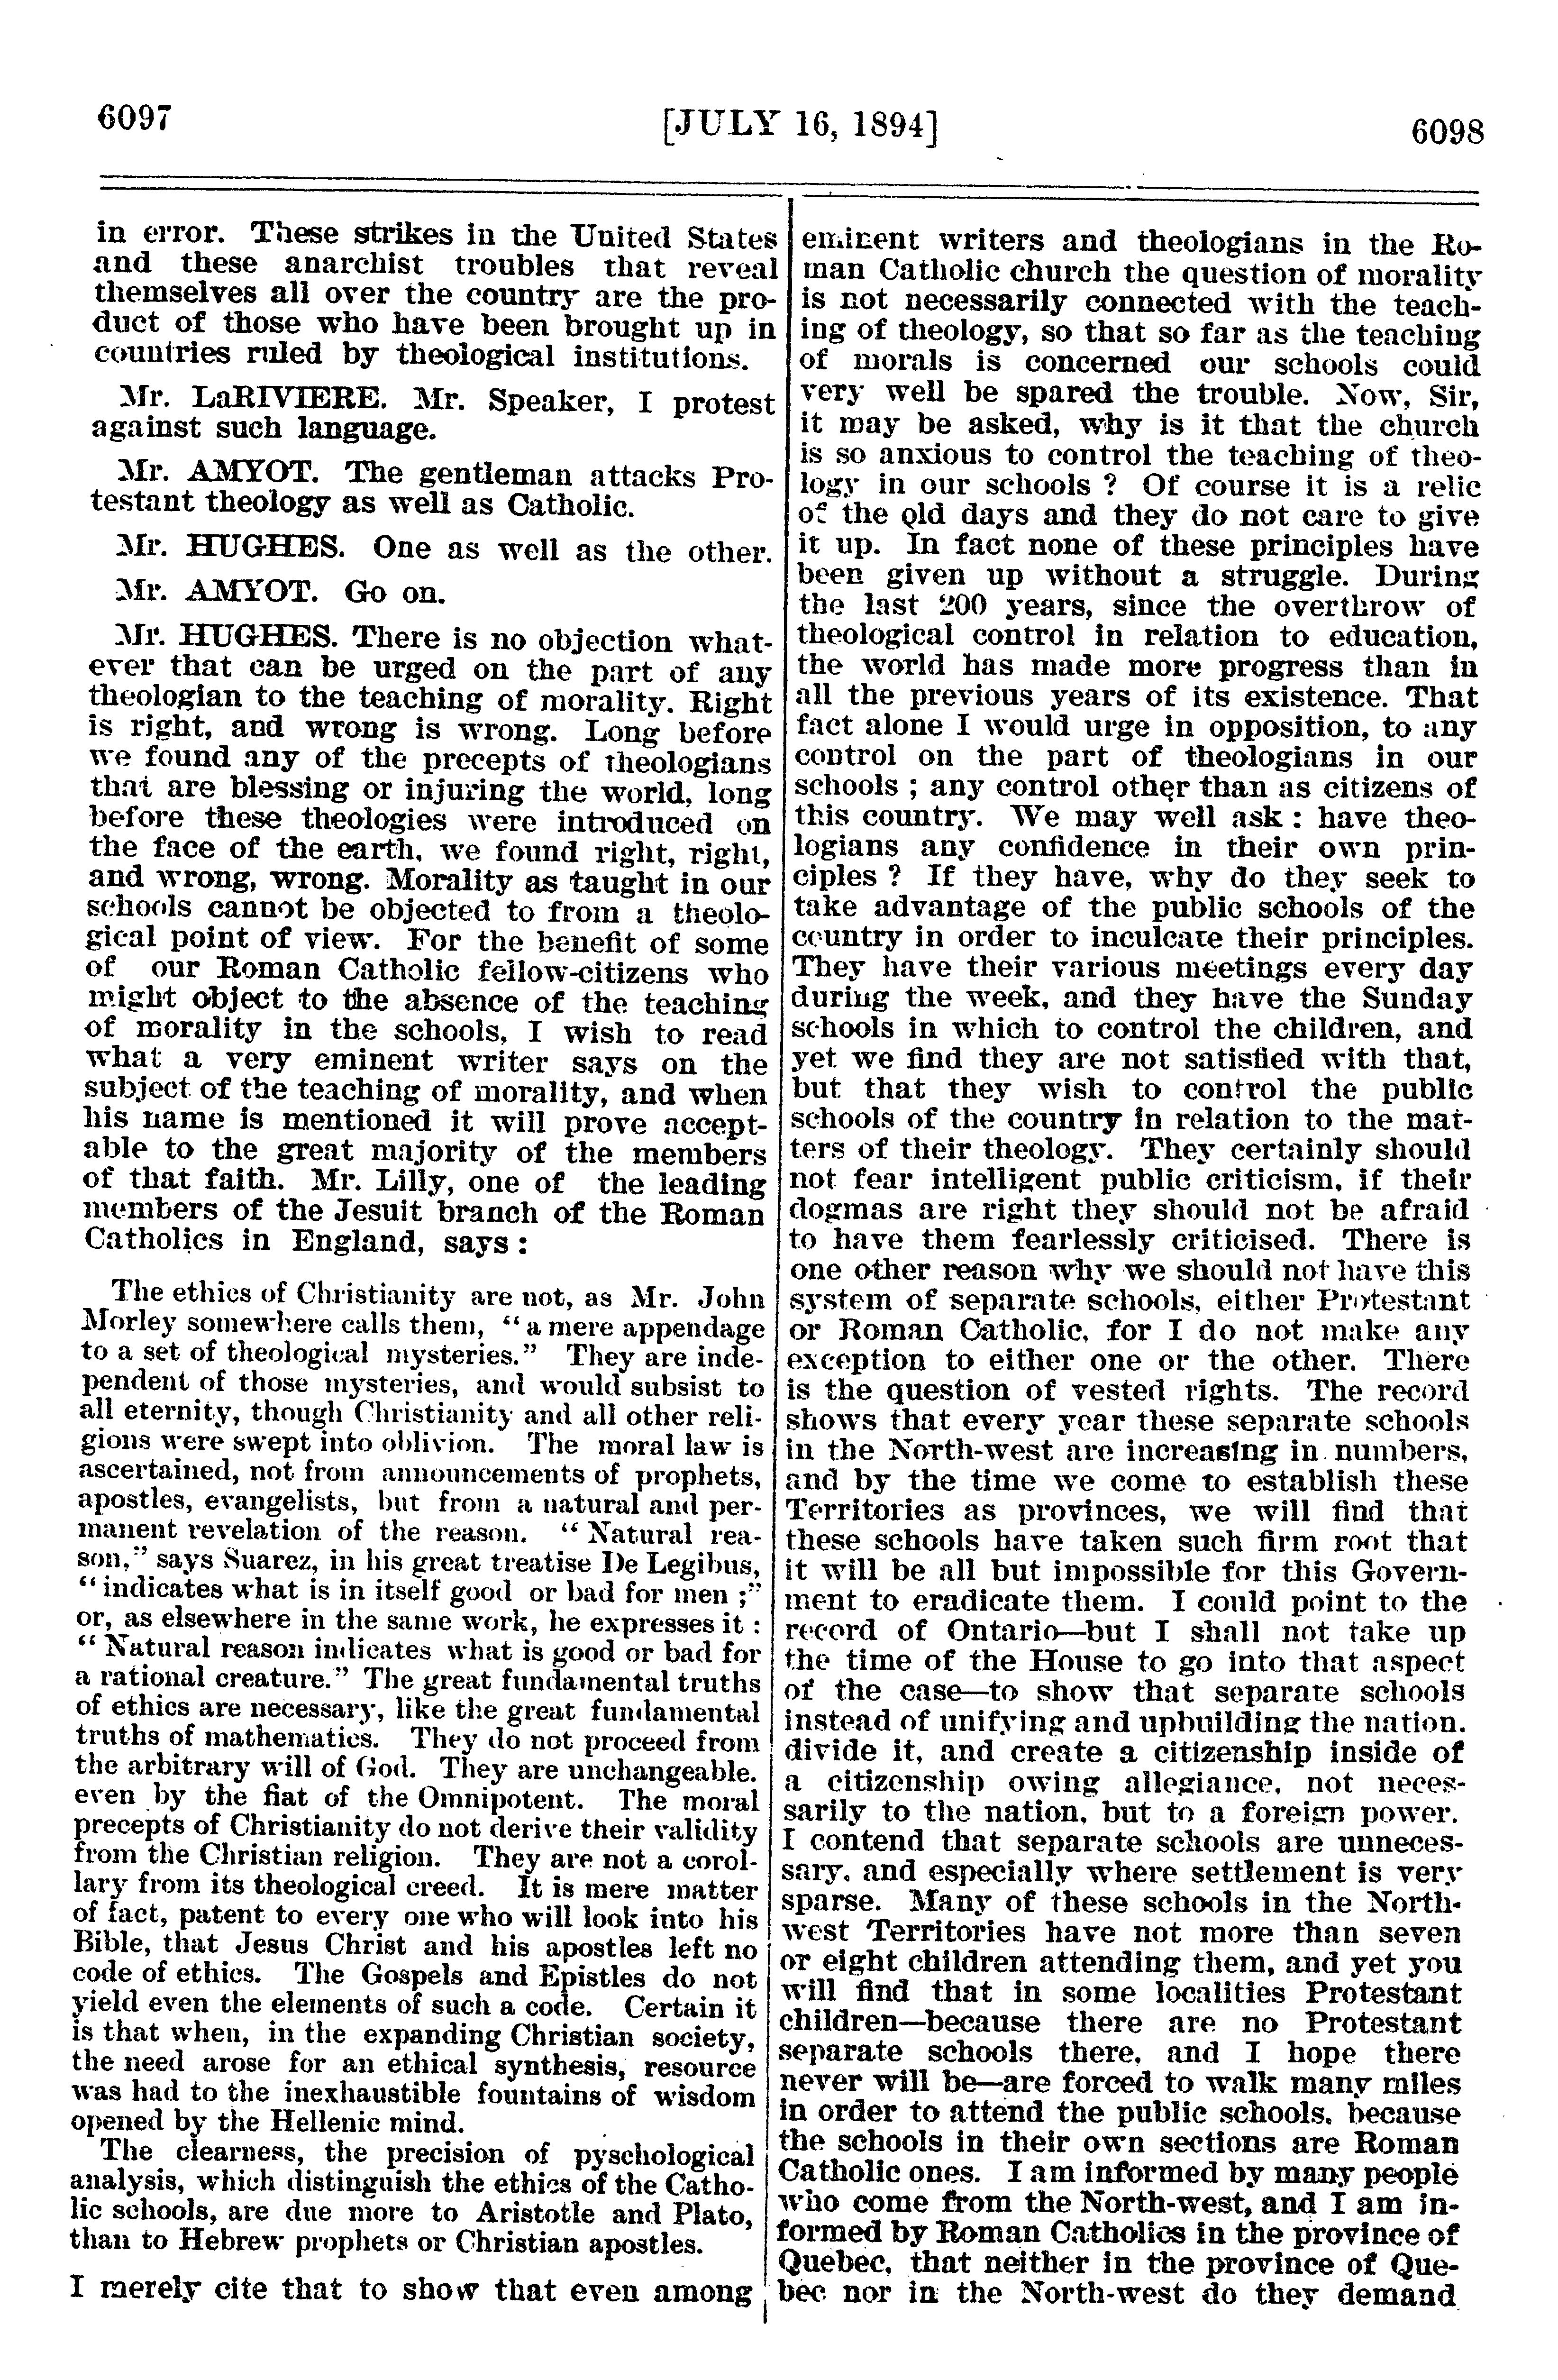 6097
[JULY 16, 1894]
6098
in error. These strikes in the United States
and these anarchist troubles that reveal
themselves all over the country are the pro-
duct of those who have been brought up in
countries ruled by theological institutions.
Mr. LaRIVIERE. Mr. Speaker, I protest
against such language.
Mr. AMYOT. The gentleman attacks Pro-
testant theology as well as Catholic.
Mr. HUGHES. One as well as the other.
Mr. AMYOT. Go on.
Mr. HUGHES. There is no objection what-
ever that can be urged on the part of any
theologian to the teaching of morality. Right
is right, and wrong is wrong. Long before
we found any of the precepts of theologians
that are blessing or injuring the world, long
before these theologies were introduced on
the face of the earth, we found right, right,
and wrong, wrong. Morality as taught in our
schools cannot be objected to from a theolo-
gical point of view. For the benefit of some
of our Roman Catholic fellow-citizens who
might object to the absence of the teaching
of morality in the schools, I wish to read
what a very eminent writer says on the
subject of the teaching of morality, and when
his name is mentioned it will prove accept-
able to the great majority of the members
of that faith. Mr. Lilly, one of the leading
members of the Jesuit branch of the Roman
Catholics in England, says :
The ethics of Christianity are not, as Mr. John
Morley somewhere calls them, "a mere appendage
to a set of theological mysteries." They are inde-
pendent of those mysteries, and would subsist to
all eternity, though Christianity and all other reli-
gions were swept into oblivion. The moral law is
ascertained, not from announcements of prophets,
apostles, evangelists, but from a natural and per-
manent revelation of the reason. "Natural rea-
son," says Suarez, in his great treatise De Legibus,
"indicates what is in itself good or bad for men ;"
or, as elsewhere in the same work, he expresses it :
"Natural reason indicates what is good or bad for
a rational creature." The great fundamental truths
of ethics are necessary, like the great fundamental
truths of mathematics. They do not proceed from
the arbitrary will of God. They are unchangeable.
even by the fiat of the Omnipotent. The moral
precepts of Christianity do not derive their validity
from the Christian religion. They are not a corol-
lary from its theological creed. It is mere matter
of fact, patent to every one who will look into his
Bible, that Jesus Christ and his apostles left no
code of ethics. The Gospels and Epistles do not
yield even the elements of such a code. Certain it
is that when, in the expanding Christian society,
the need arose for an ethical synthesis, resource
was had to the inexhaustible fountains of wisdom
opened by the Hellenic mind.
The clearness, the precision of pyschological
analysis, which distinguish the ethics of the Catho-
lic schools, are due more to Aristotle and Plato,
than to Hebrew prophets or Christian apostles.
I merely cite that to show that even among
eminent writers and theologians in the Ro-
man Catholic church the question of morality
is not necessarily connected with the teach-
ing of theology, so that so far as the teaching
of morals is concerned our schools could
very well be spared the trouble. Now, Sir,
it may be asked, why is it that the church
is so anxious to control the teaching of theo-
logy in our schools ? Of course it is a relic
of the old days and they do not care to give
it up. In fact none of these principles have
been given up without a struggle. During
the last 200 years, since the overthrow of
theological control in relation to education,
the world has made more progress than in
all the previous years of its existence. That
fact alone I would urge in opposition, to any
control on the part of theologians in our
schools ; any control other than as citizens of
this country. We may well ask : have theo-
logians any confidence in their own prin-
ciples ? If they have, why do they seek to
take advantage of the public schools of the
country in order to inculcate their principles.
They have their various meetings every day
during the week, and they have the Sunday
schools in which to control the children, and
yet we find they are not satisfied with that,
but that they wish to control the public
schools of the country in relation to the mat-
ters of their theology. They certainly should
not fear intelligent public criticism, if their
dogmas are right they should not be afraid
to have them fearlessly criticised. There is
one other reason why we should not have this
system of separate schools, either Protestant
or Roman Catholic, for I do not make any
exception to either one or the other. There
is the question of vested rights. The record
shows that every year these separate schools
in the North-west are increasing in numbers,
and by the time we come to establish these
Territories as provinces, we will find that
these schools have taken such firm root that
it will be all but impossible for this Govern-
ment to eradicate them. I could point to the
record of Ontario—but I shall not take up
the time of the House to go into that aspect
of the case—to show that separate schools
instead of unifying and upbuilding the nation.
divide it, and create a citizenship inside of
a citizenship owing allegiance, not neces-
sarily to the nation, but to a foreign power.
I contend that separate schools are unneces-
sary, and especially where settlement is very
sparse. Many of these schools in the North-
west Territories have not more than seven
or eight children attending them, and yet you
will find that in some localities Protestant
children—because there are no Protestant
separate schools there, and I hope there
never will be—are forced to walk many miles
in order to attend the public schools, because
the schools in their own sections are Roman
Catholic ones. I am informed by many people
who come from the North-west, and I am in-
formed by Roman Catholics in the province of
Quebec, that neither in the province of Que-
bec nor in the North-west do they demand